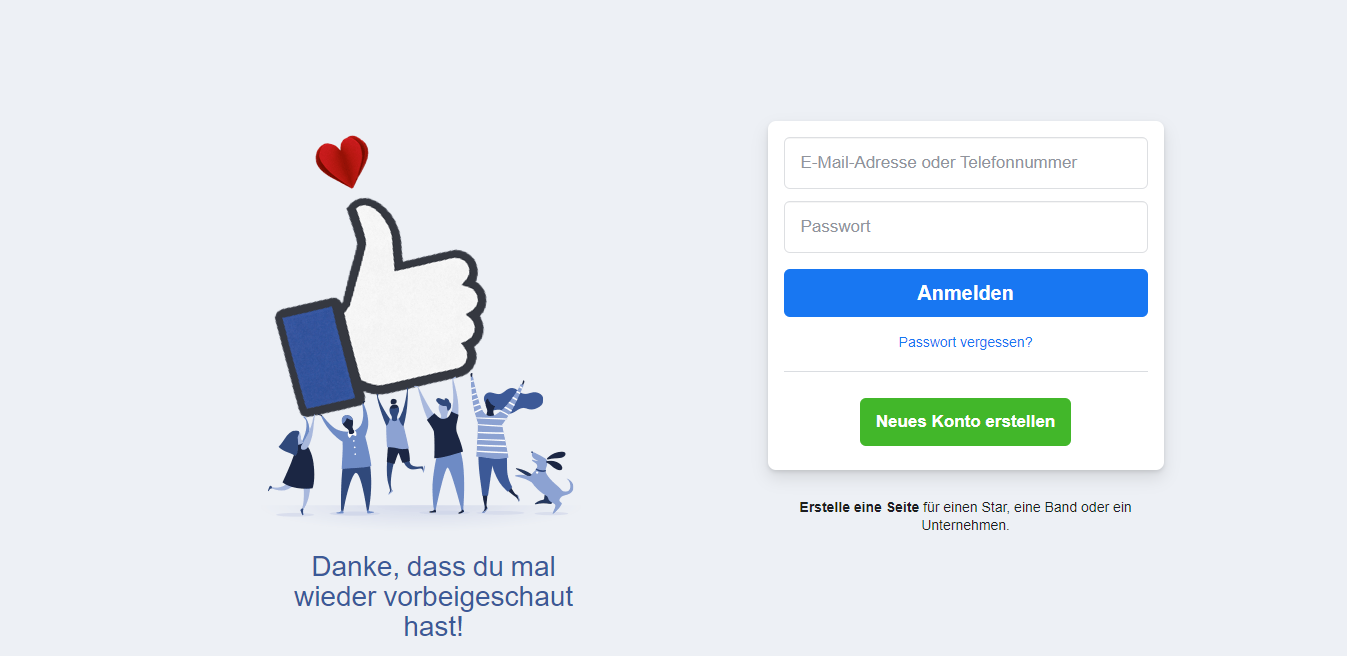 E-Mail-Adresse oder Telefonnummer
Passwort
Anmelden
Passwort vergessen?
Neues Konto erstellen
Erstelle eine Seite für einen Star, eine Band oder ein
Unternehmen.
Danke, dass du mal
wieder vorbeigeschaut
hast!